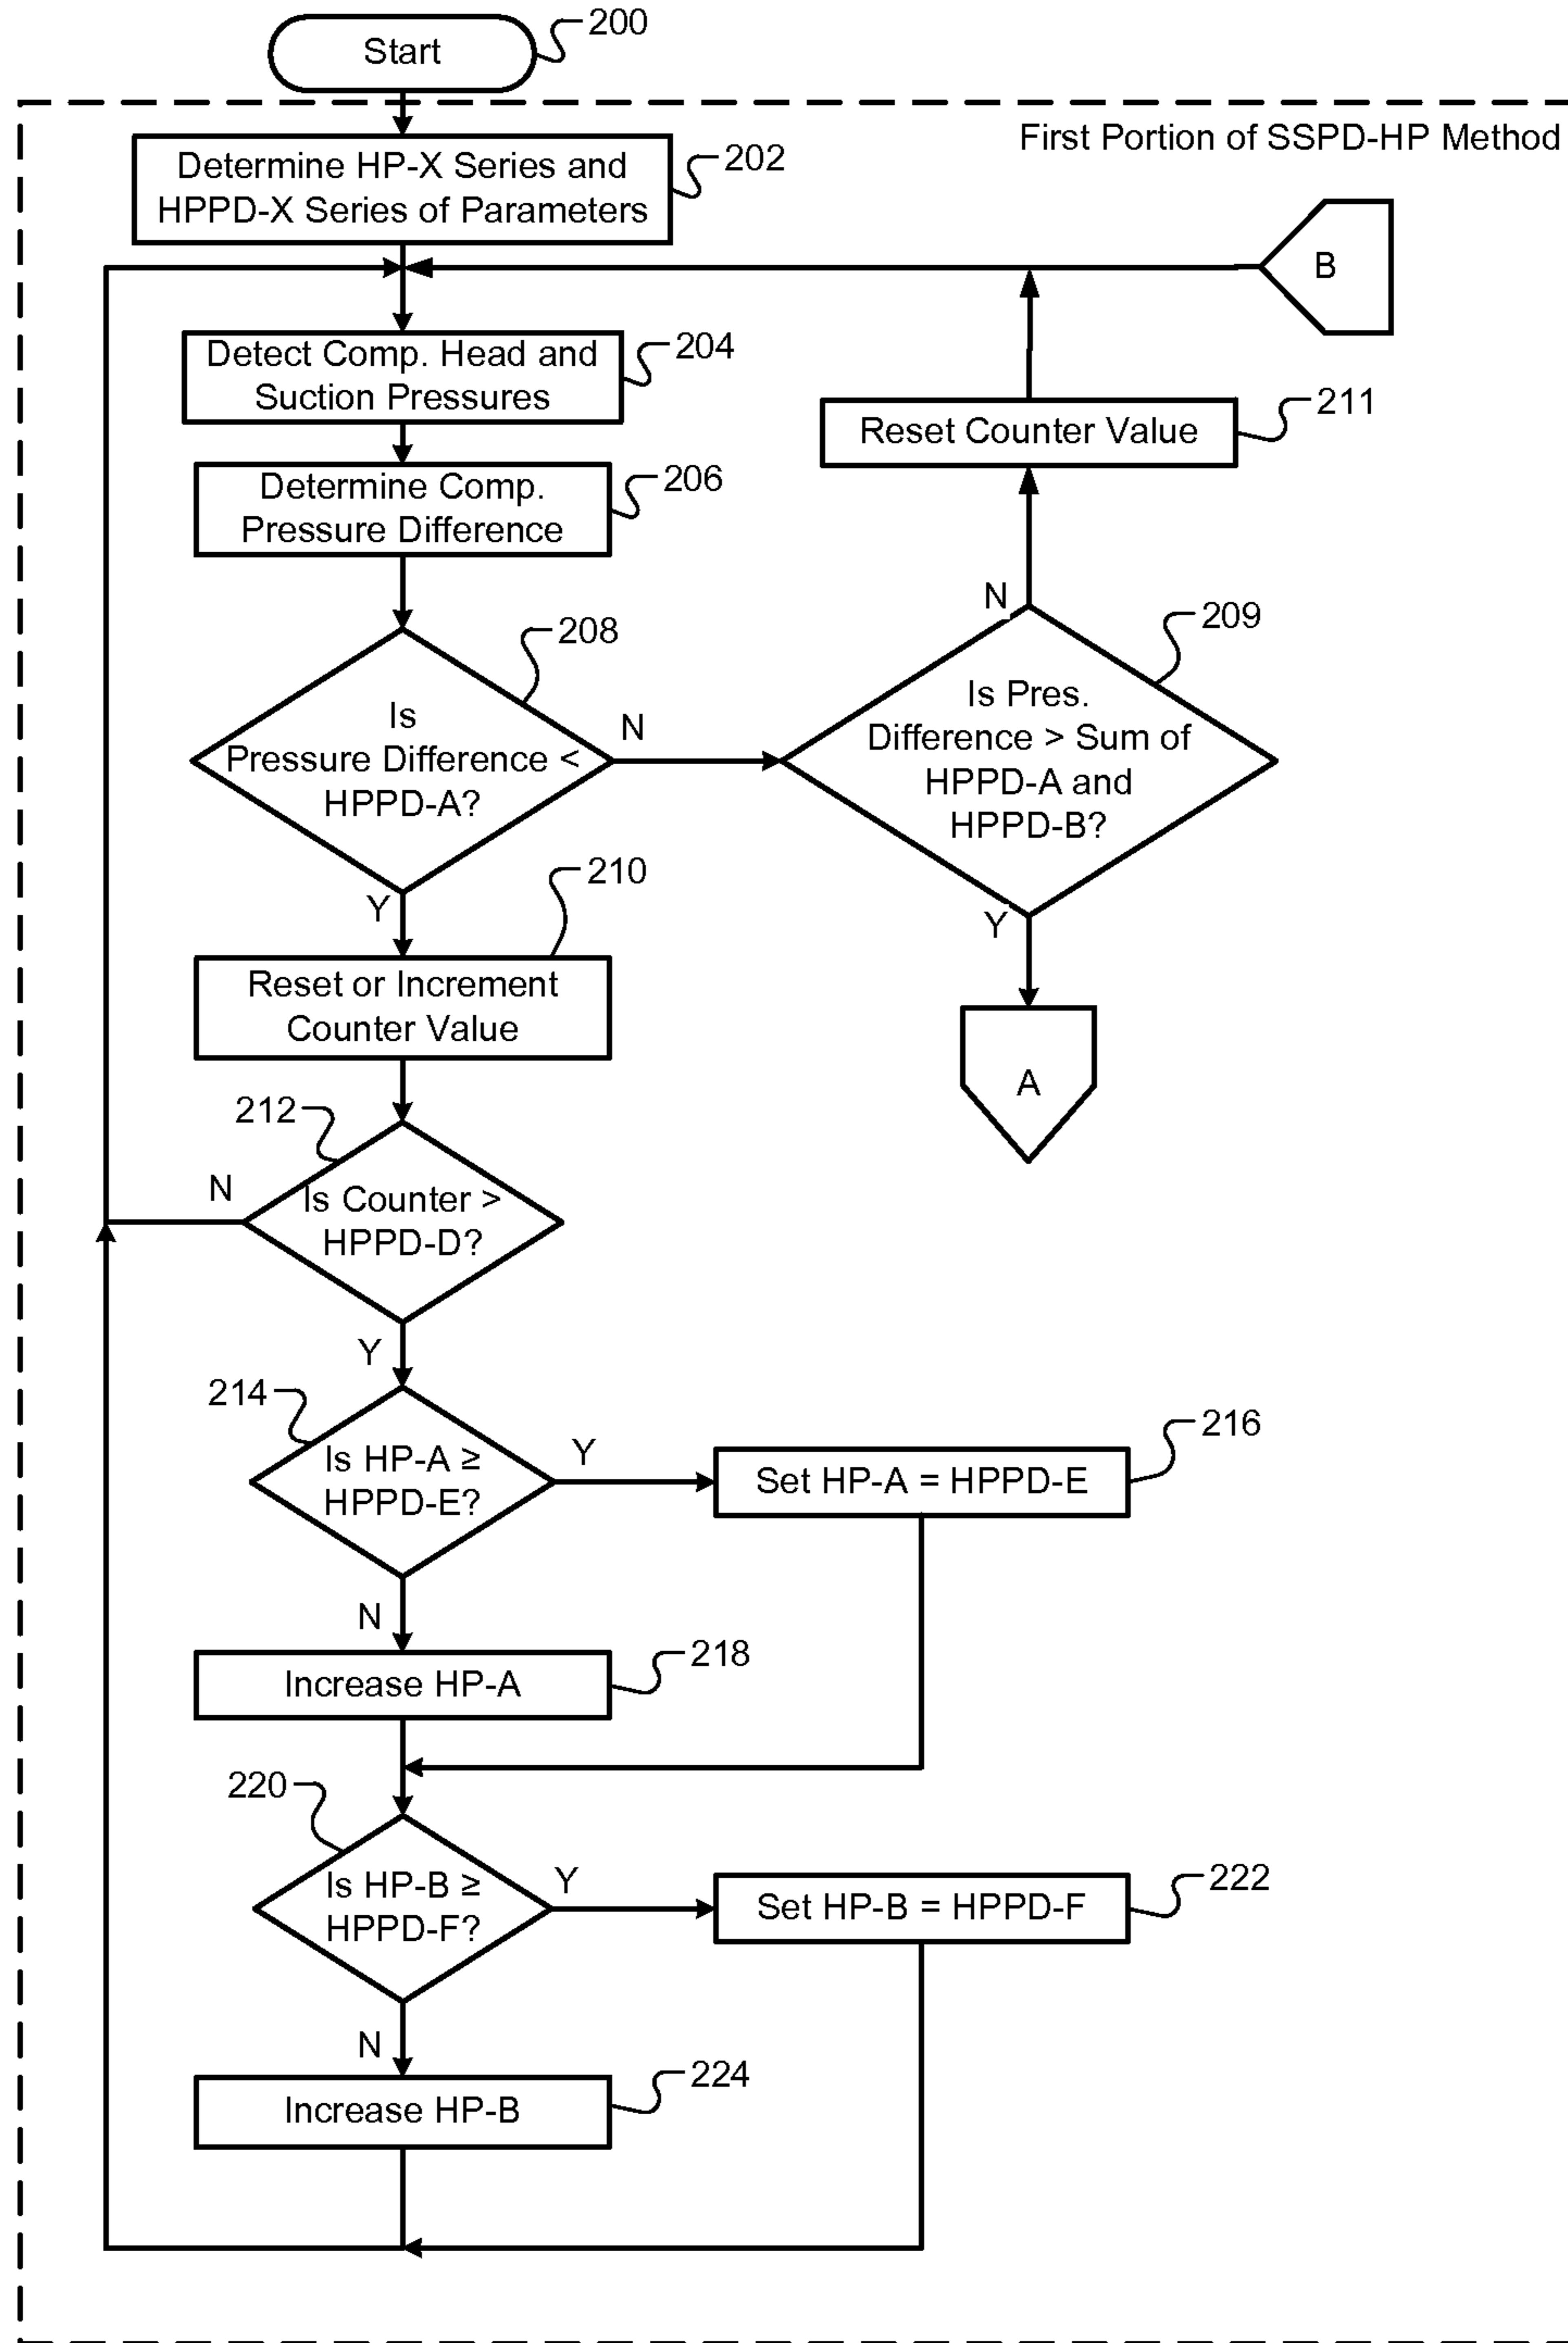 Start
200
First Portion of SSPD-HP Method
Determine HP-X Series and
HPPD-X Series of Parameters
202
B
Detect Comp. Head and
Suction Pressures
204
Reset Counter Value
211
Determine Comp.
Pressure Difference
206
Is
Pressure Difference <
HPPD-A?
208
N
Y
Is Pres.
Difference > Sum of
HPPD-A and
HPPD-B?
209
N
Y
A
Reset or Increment
Counter Value
210
Is Counter >
HPPD-D?
212
N
Y
Is HP-A ≥
HPPD-E?
214
Y
N
Set HP-A = HPPD-E
216
Increase HP-A
218
Is HP-B ≥
HPPD-F?
220
Y
N
Set HP-B = HPPD-F
222
Increase HP-B
224